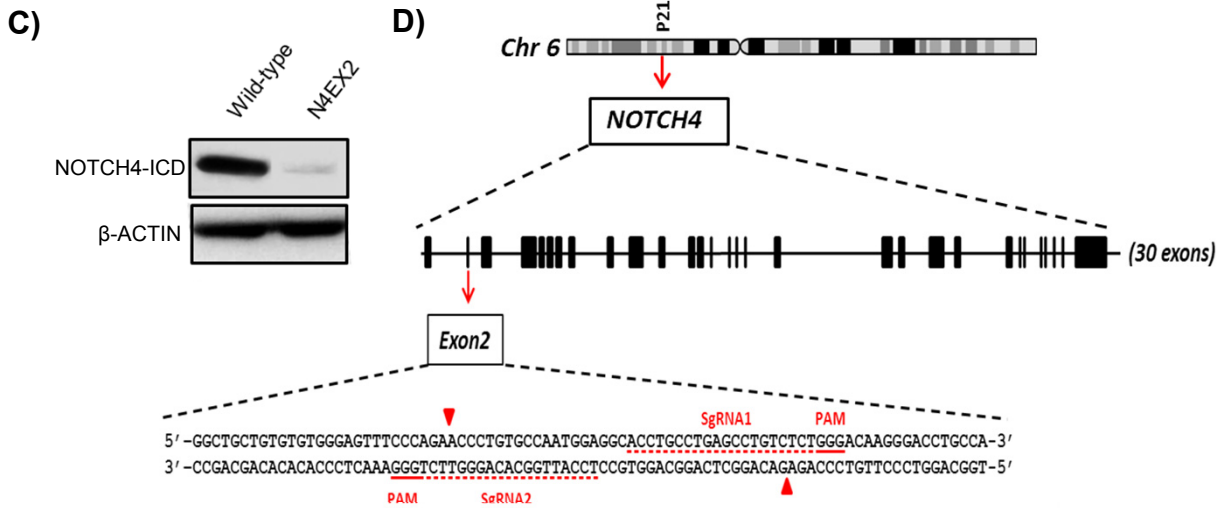 C)
Wild-type
N4EX2
NOTCH4-ICD
β-ACTIN
D)
P21
Chr 6
NOTCH4
(30 exons)
Exon2
SgRNA1 PAM
5'-GGCTGCTGTGTGTGGGAGTTTCCCAGAACCCTGTGCCAATGGAGGCACCTGCCTGAGCCTGTCTCTGGGACAAGGGACCTGCCA-3'
3'-CCGACGACACACACCCTCAAAGGGTCTTGGGACACGGTTACCTCCGTGGACGGACTCGGACAGAGACCCTGTTCCCTGGACGGT-5'
PAM SgRNA2